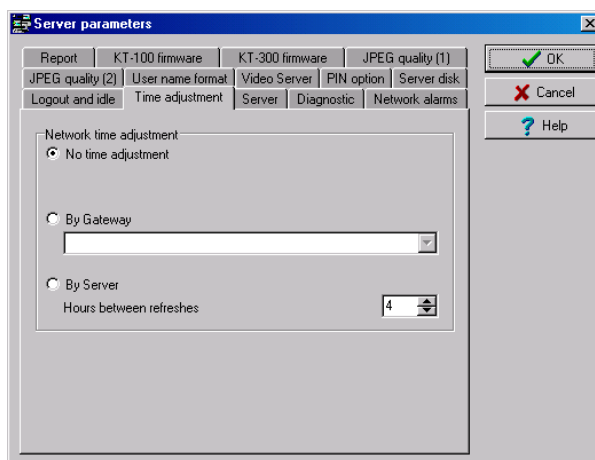 Server parameters
Report KT-100 firmware KT-300 firmware JPEG quality (1)
JPEG quality (2) User name format Video Server PIN option Server disk
Logout and idle Time adjustment Server Diagnostic Network alarms
OK
Cancel
Help
Network time adjustment
No time adjustment
By Gateway
By Server
Hours between refreshes 4